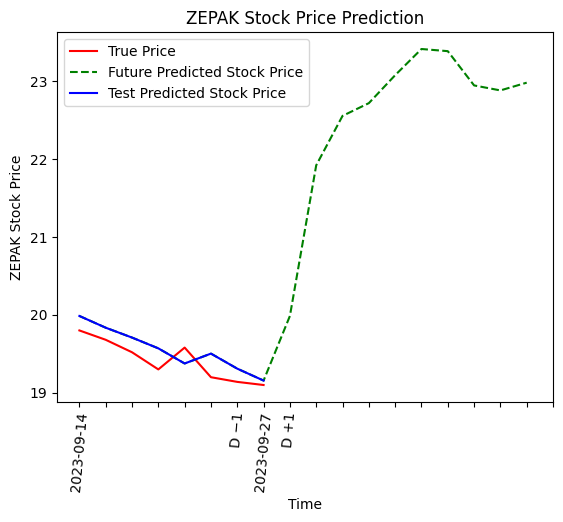 ZEPAK Stock Price Prediction
True Price
Future Predicted Stock Price
Test Predicted Stock Price
ZEPAK Stock Price
23
22
21
20
19
2023-09-14
D −1
2023-09-27
D +1
Time